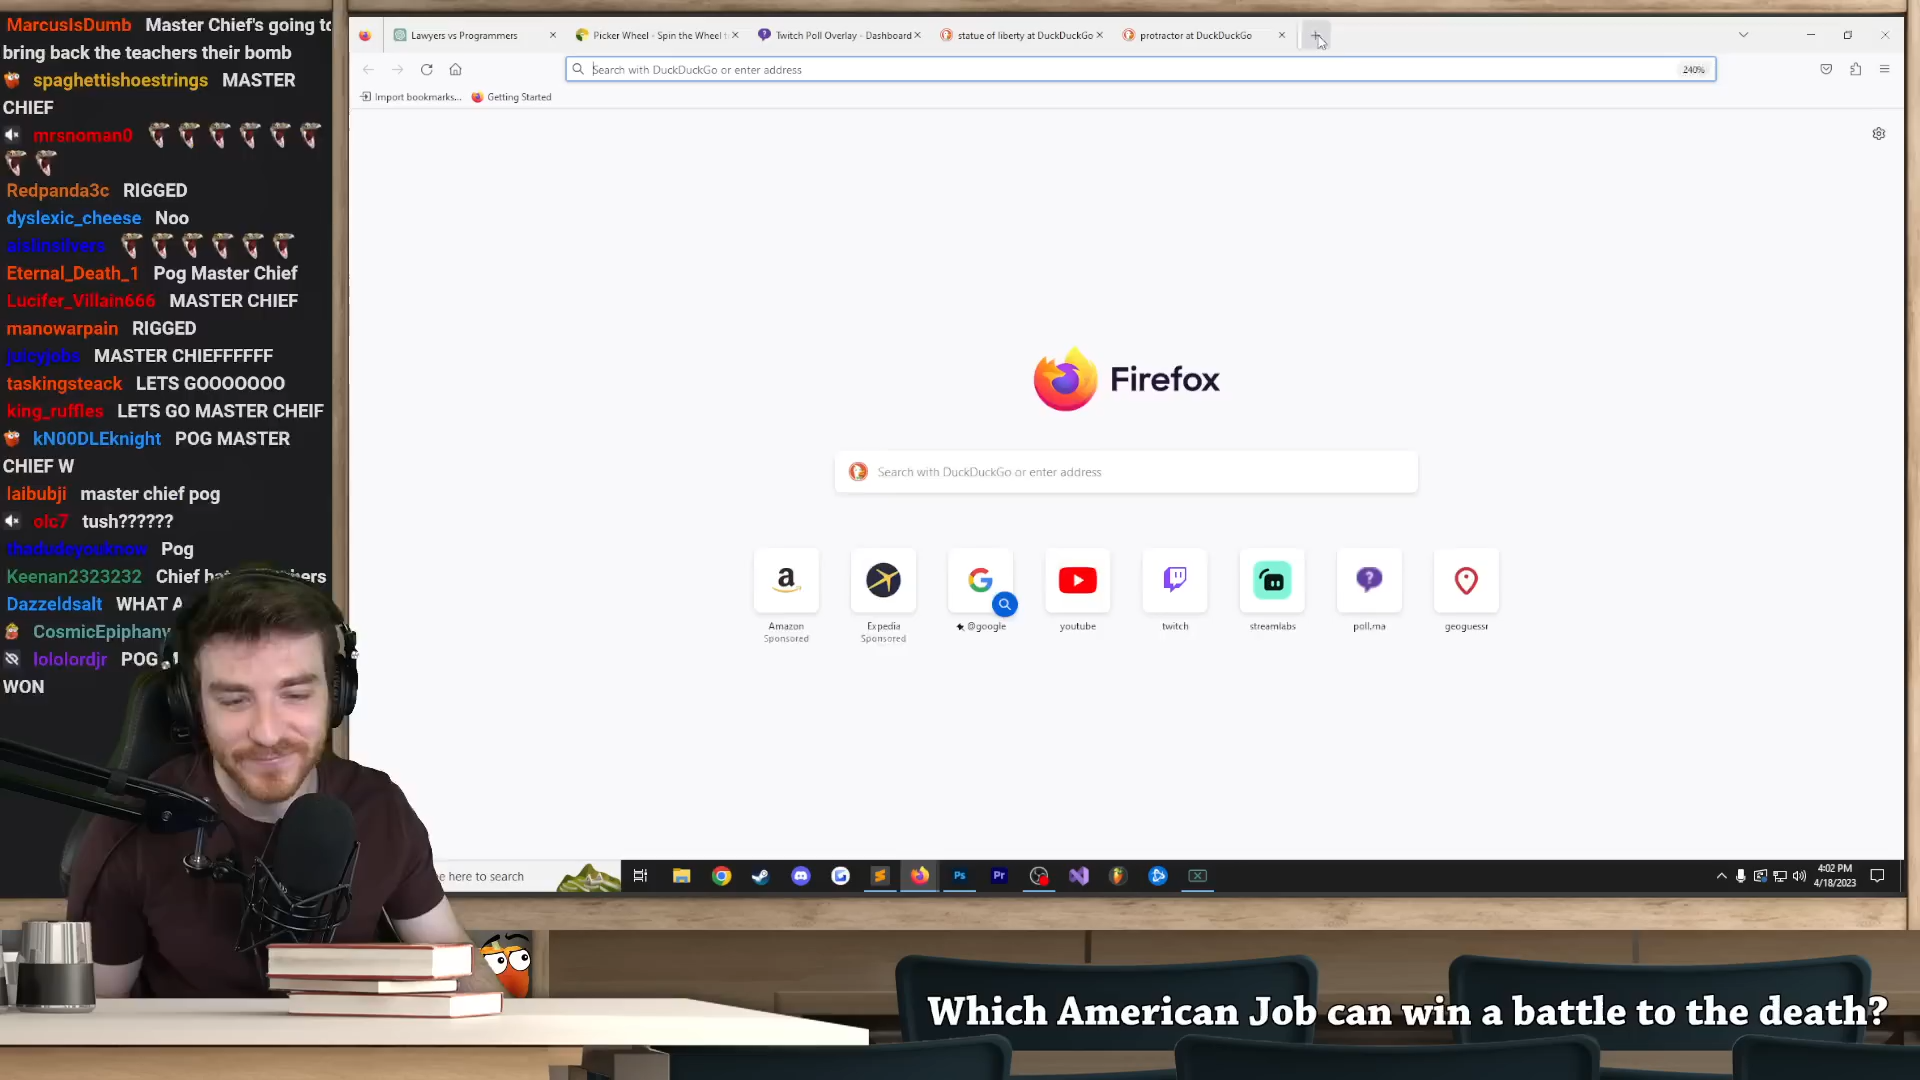 MarcusIsDumb Master Chief's going to
bring back the teachers their bomb
spaghettishoestrings MASTER
CHIEF
mrsnoman0
Redpanda3c RIGGED
dyslexic_cheese Noo
aislinsilvers
Eternal_Death_1 Pog Master Chief
Lucifer_Villain666 MASTER CHIEF
manowarpain RIGGED
juicyjobs MASTER CHIEFFFFFF
taskingsteack LETS GOOOOOOO
king_ruffles LETS GO MASTER CHEIF
kN00DLEknight POG MASTER
CHIEF W
laibubji master chief pog
olc7 tush??????
thadudeyouknow Pog
Keenan2323232 Chief
Dazzeldsalt WHAT A
CosmicEpiphany
lololordjr POG
WON
Lawyers vs Programmers
Picker Wheel - Spin the Wheel
Twitch Poll Overlay - Dashboard
statue of liberty at DuckDuckGo
protractor at DuckDuckGo
Search with DuckDuckGo or enter address
240%
Import bookmarks... Getting Started
Firefox
Search with DuckDuckGo or enter address
Amazon
Sponsored
Expedia
Sponsored
@google
youtube
twitch
streamlabs
poll.ma
geoguessr
here to search
Ps
Pr
4:02 PM
4/18/2023
Which American Job can win a battle to the death?